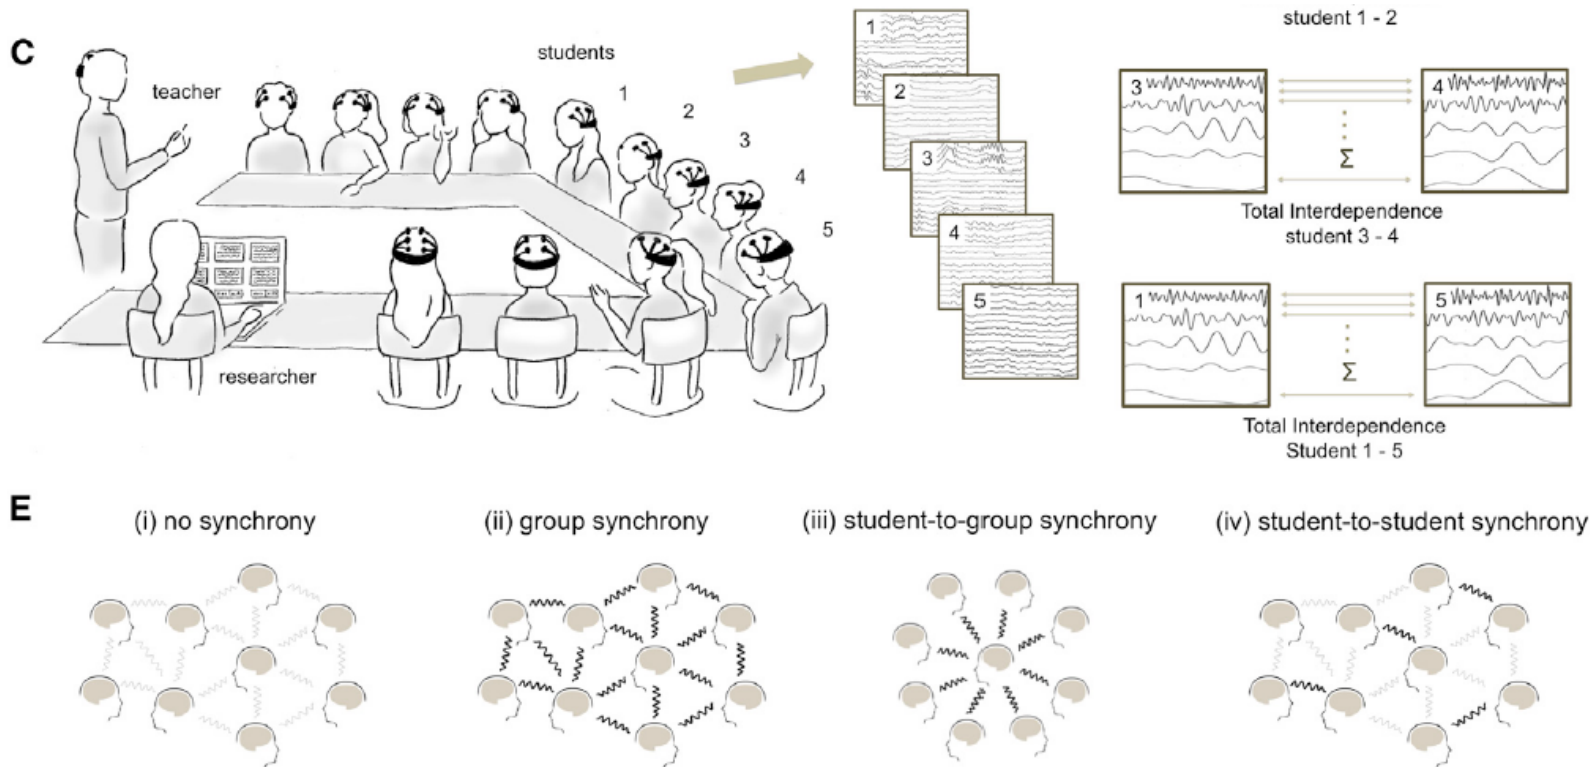 C
teacher
students
1
2
3
4
5
researcher
1
2
3
4
5
student 1 - 2
3
4
Σ
Total Interdependence
student 3 - 4
1
5
Σ
Total Interdependence
Student 1 - 5
E
(i) no synchrony
(ii) group synchrony
(iii) student-to-group synchrony
(iv) student-to-student synchrony